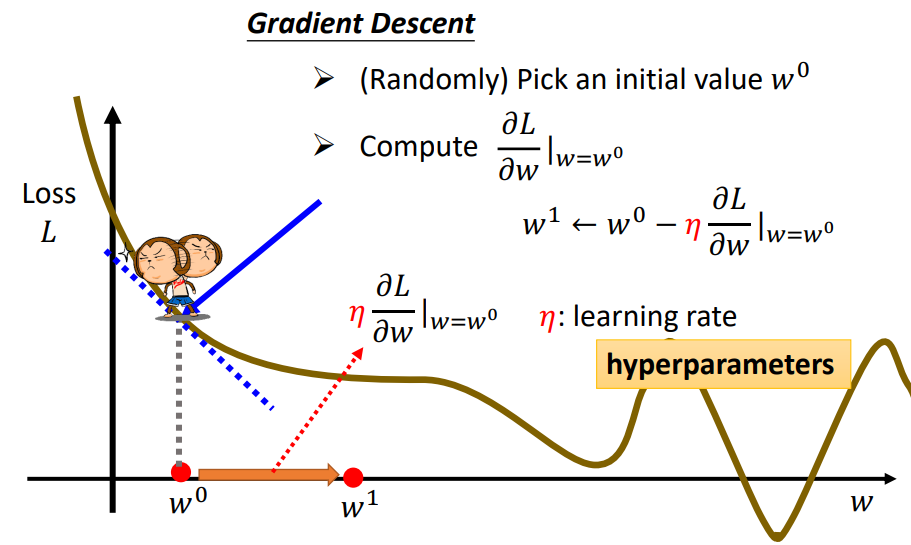 Gradient Descent
➢ (Randomly) Pick an initial value w⁰
➢ Compute ∂L/∂w |w=w⁰
w¹ ← w⁰ − η ∂L/∂w |w=w⁰
Loss
L
η ∂L/∂w |w=w⁰
η: learning rate
hyperparameters
w⁰
w¹
w